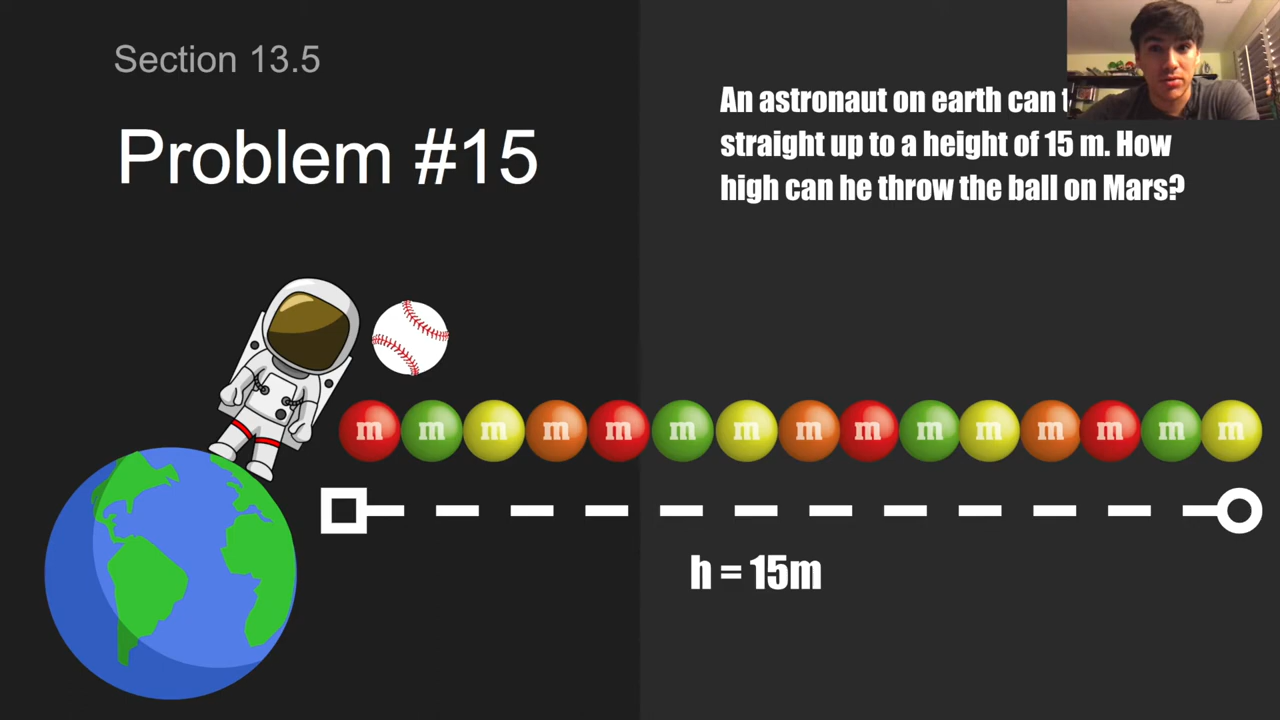 Section 13.5
Problem #15
An astronaut on earth can
straight up to a height of 15 m. How
high can he throw the ball on Mars?
m m m m m m m m m m m m m m m
h = 15m